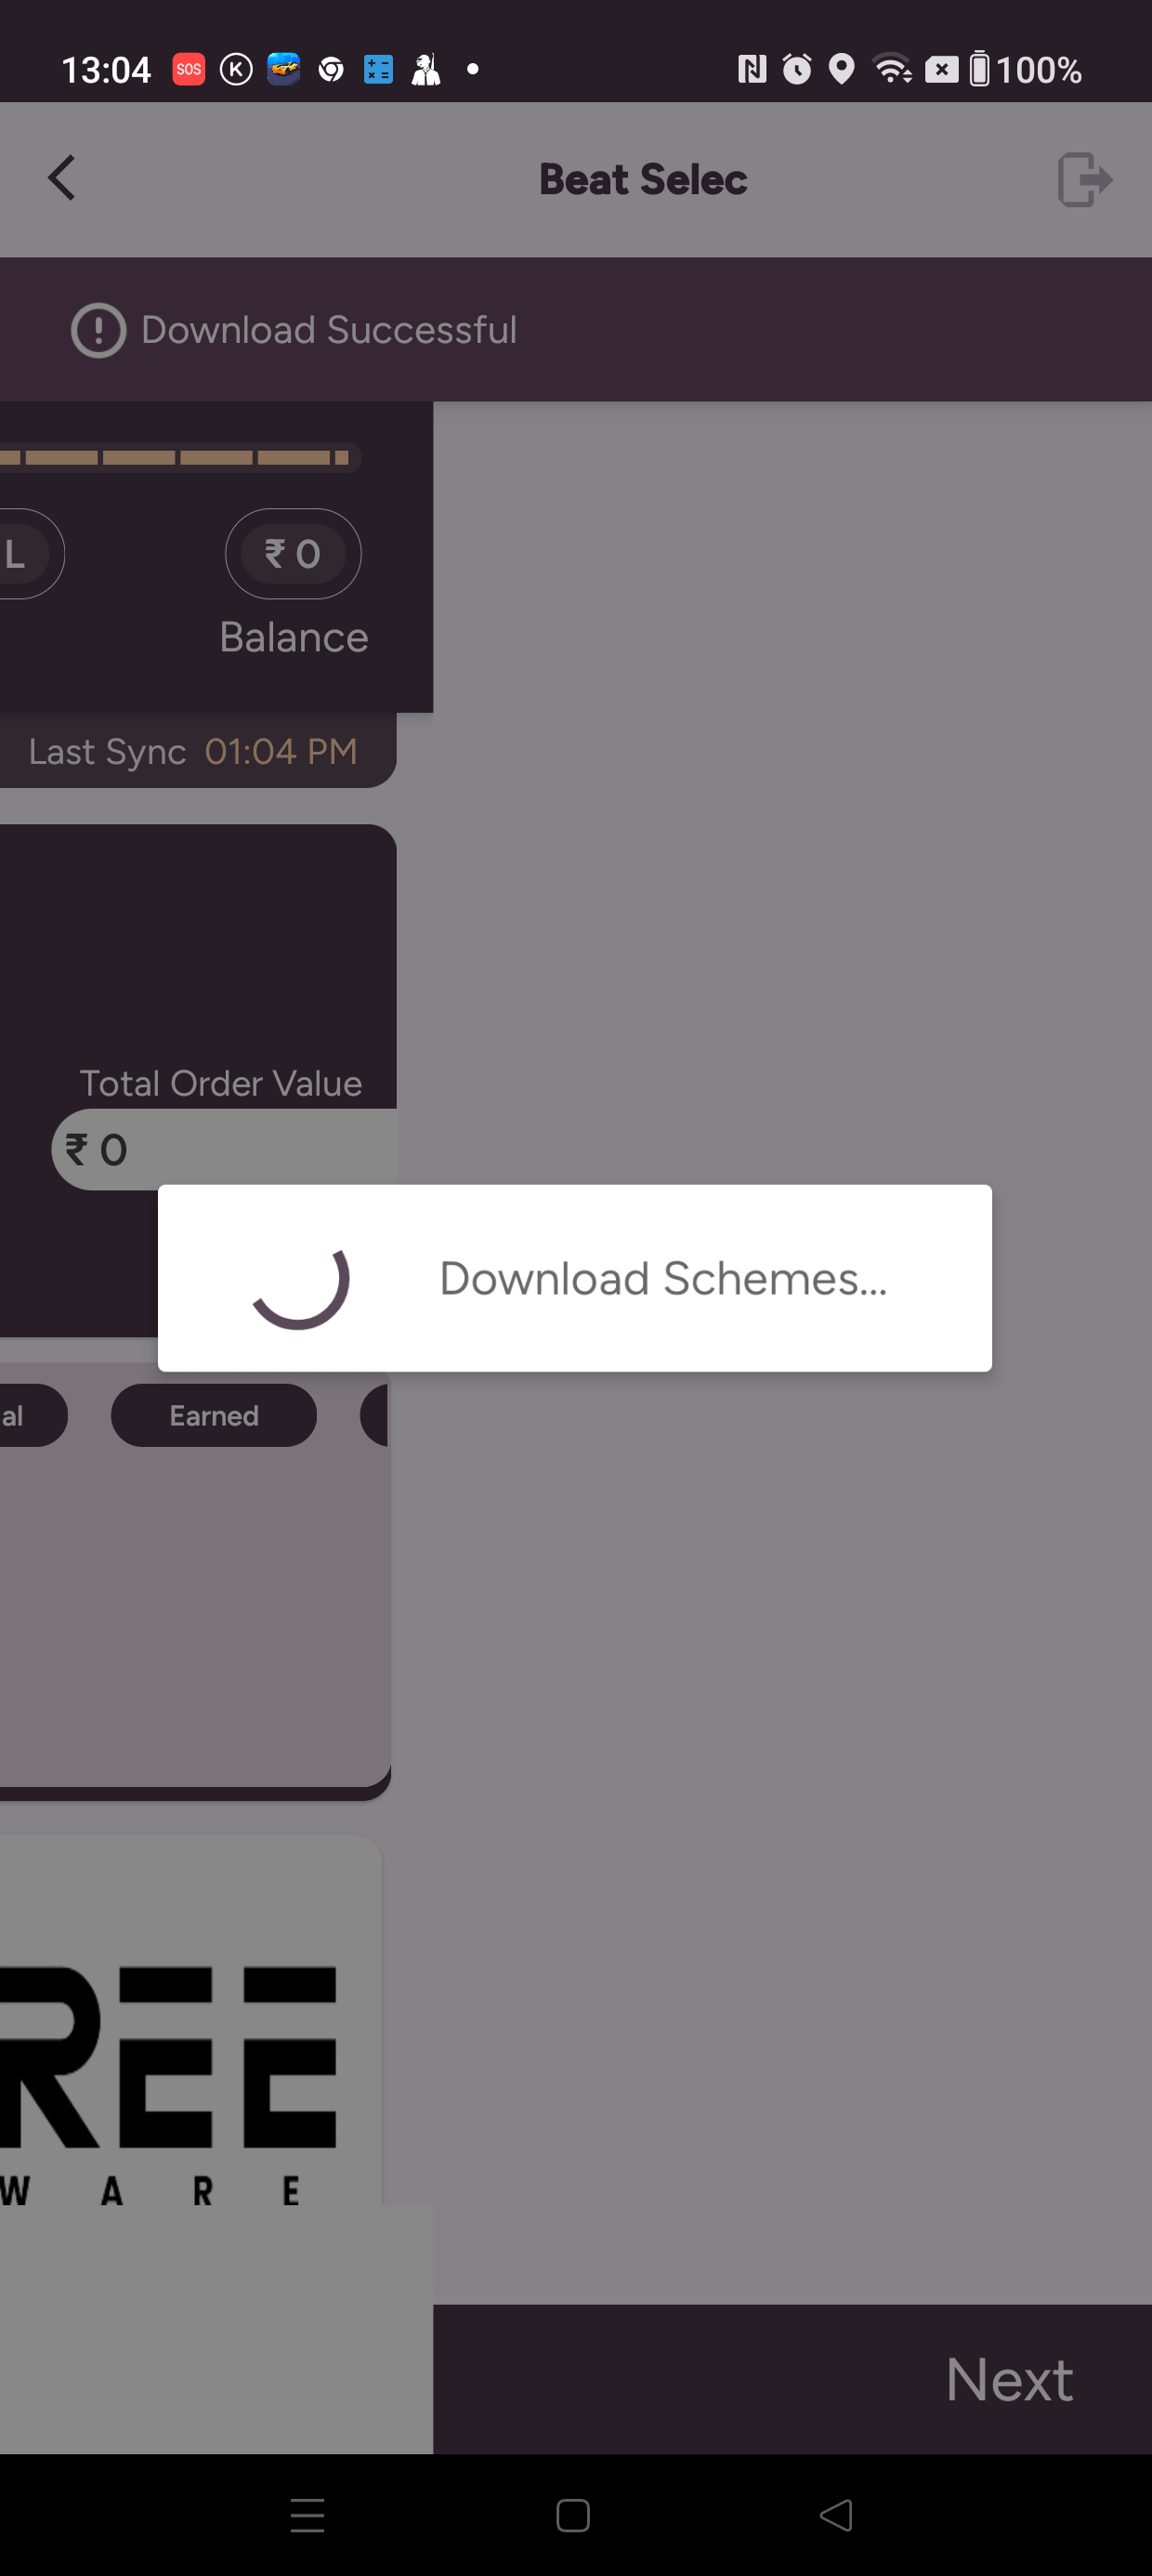 13:04 SOS K 100%
Beat Selec
Download Successful
L ₹ 0
Balance
Last Sync 01:04 PM
Total Order Value
₹ 0
Download Schemes...
al Earned
REE
W A R E
Next